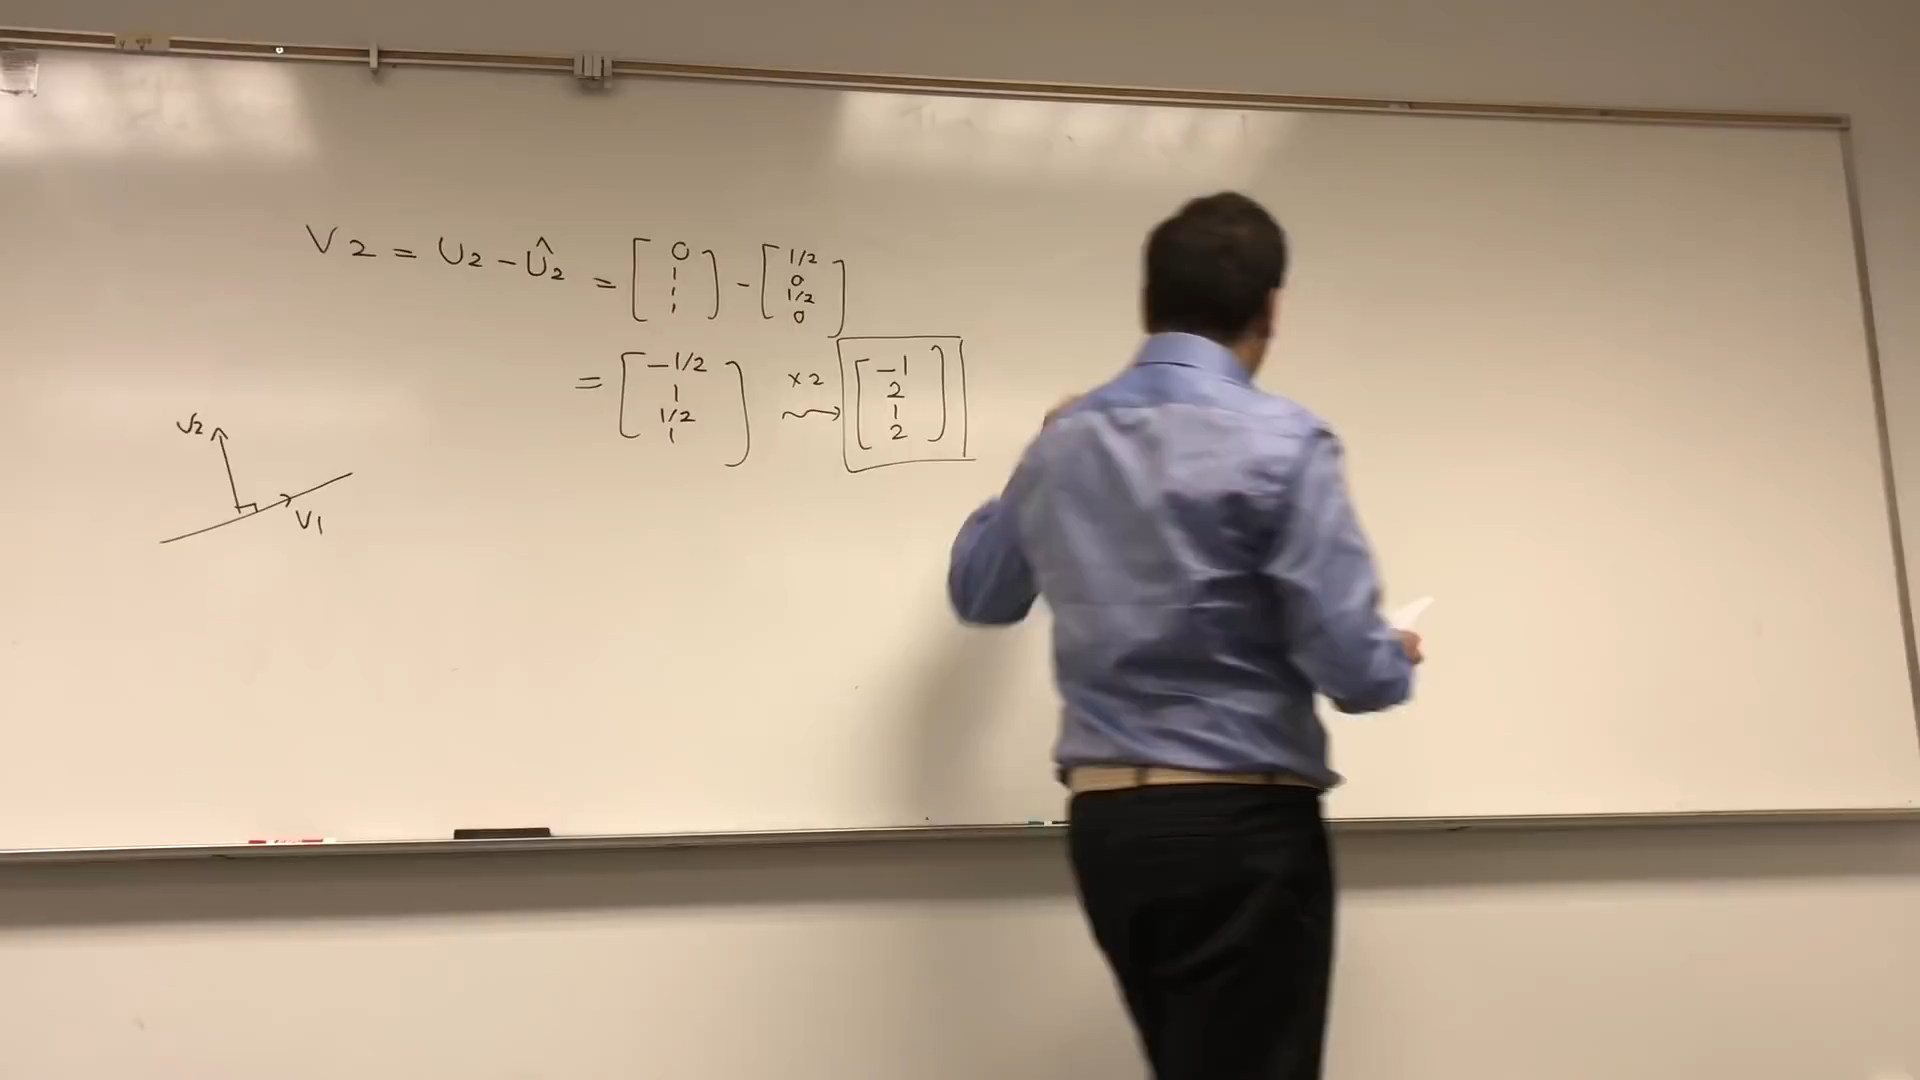 V2 = U2 - Û2 = [0 1 1 1] - [1/2 0 1/2 0]
= [-1/2 1 1/2 1] ×2 ⇝ [-1 2 1 2]
V2
V1